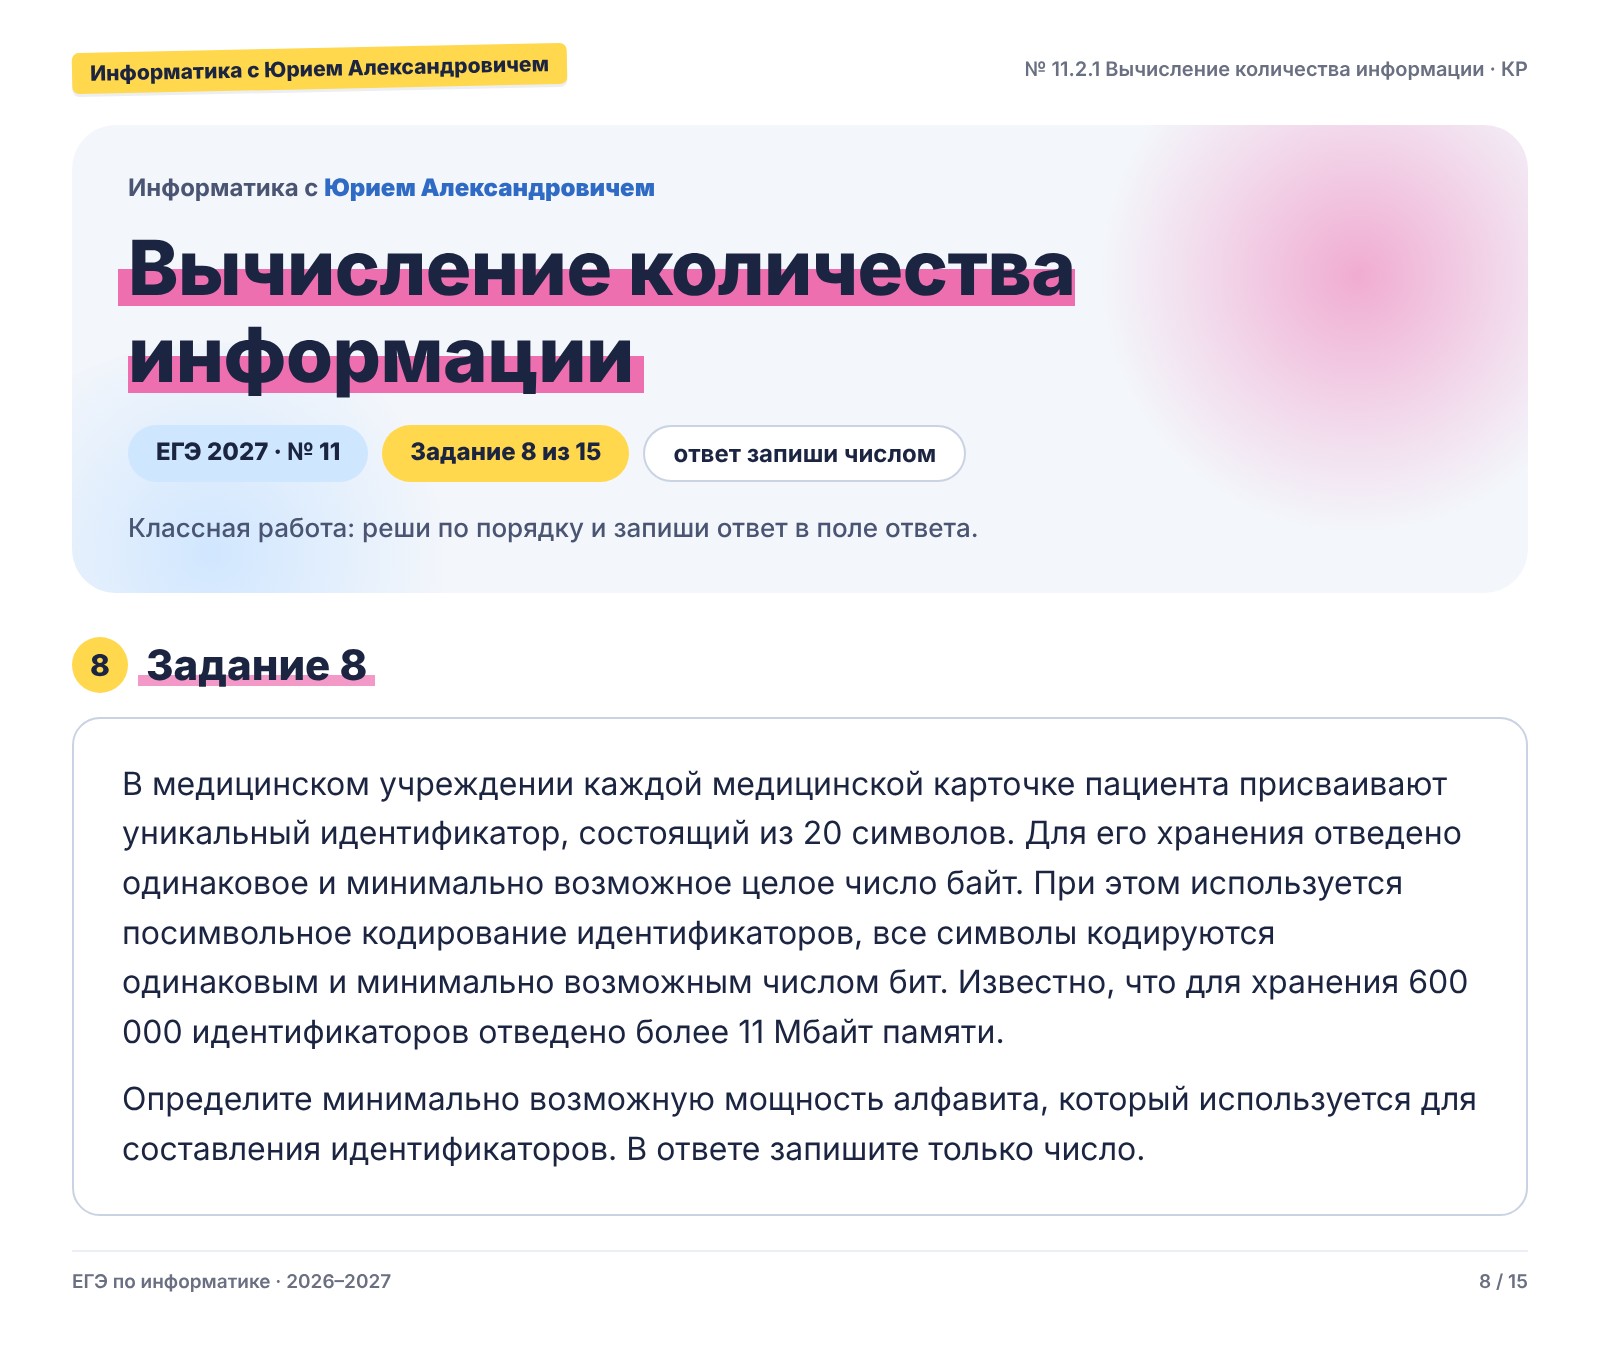 Информатика с Юрием Александровичем
№ 11.2.1 Вычисление количества информации · КР
Информатика с Юрием Александровичем
Вычисление количества
информации
ЕГЭ 2027 · № 11
Задание 8 из 15
ответ запиши числом
Классная работа: реши по порядку и запиши ответ в поле ответа.
8
Задание 8
В медицинском учреждении каждой медицинской карточке пациента присваивают
уникальный идентификатор, состоящий из 20 символов. Для его хранения отведено
одинаковое и минимально возможное целое число байт. При этом используется
посимвольное кодирование идентификаторов, все символы кодируются
одинаковым и минимально возможным числом бит. Известно, что для хранения 600
000 идентификаторов отведено более 11 Мбайт памяти.
Определите минимально возможную мощность алфавита, который используется для
составления идентификаторов. В ответе запишите только число.
ЕГЭ по информатике · 2026–2027
8 / 15